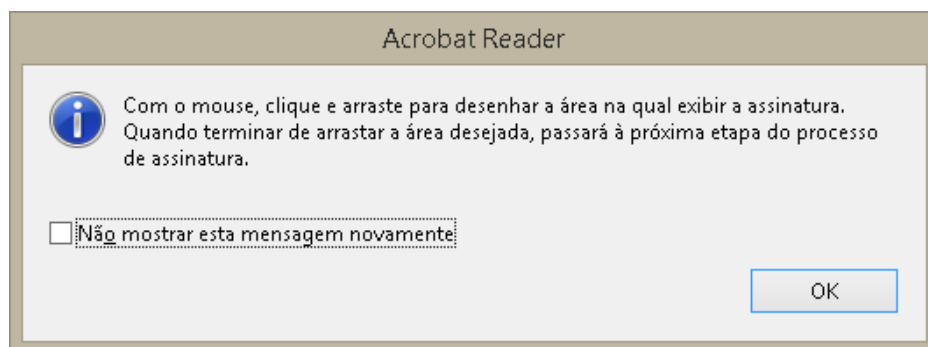 Acrobat Reader
Com o mouse, clique e arraste para desenhar a área na qual exibir a assinatura.
Quando terminar de arrastar a área desejada, passará à próxima etapa do processo
de assinatura.
Não mostrar esta mensagem novamente
OK